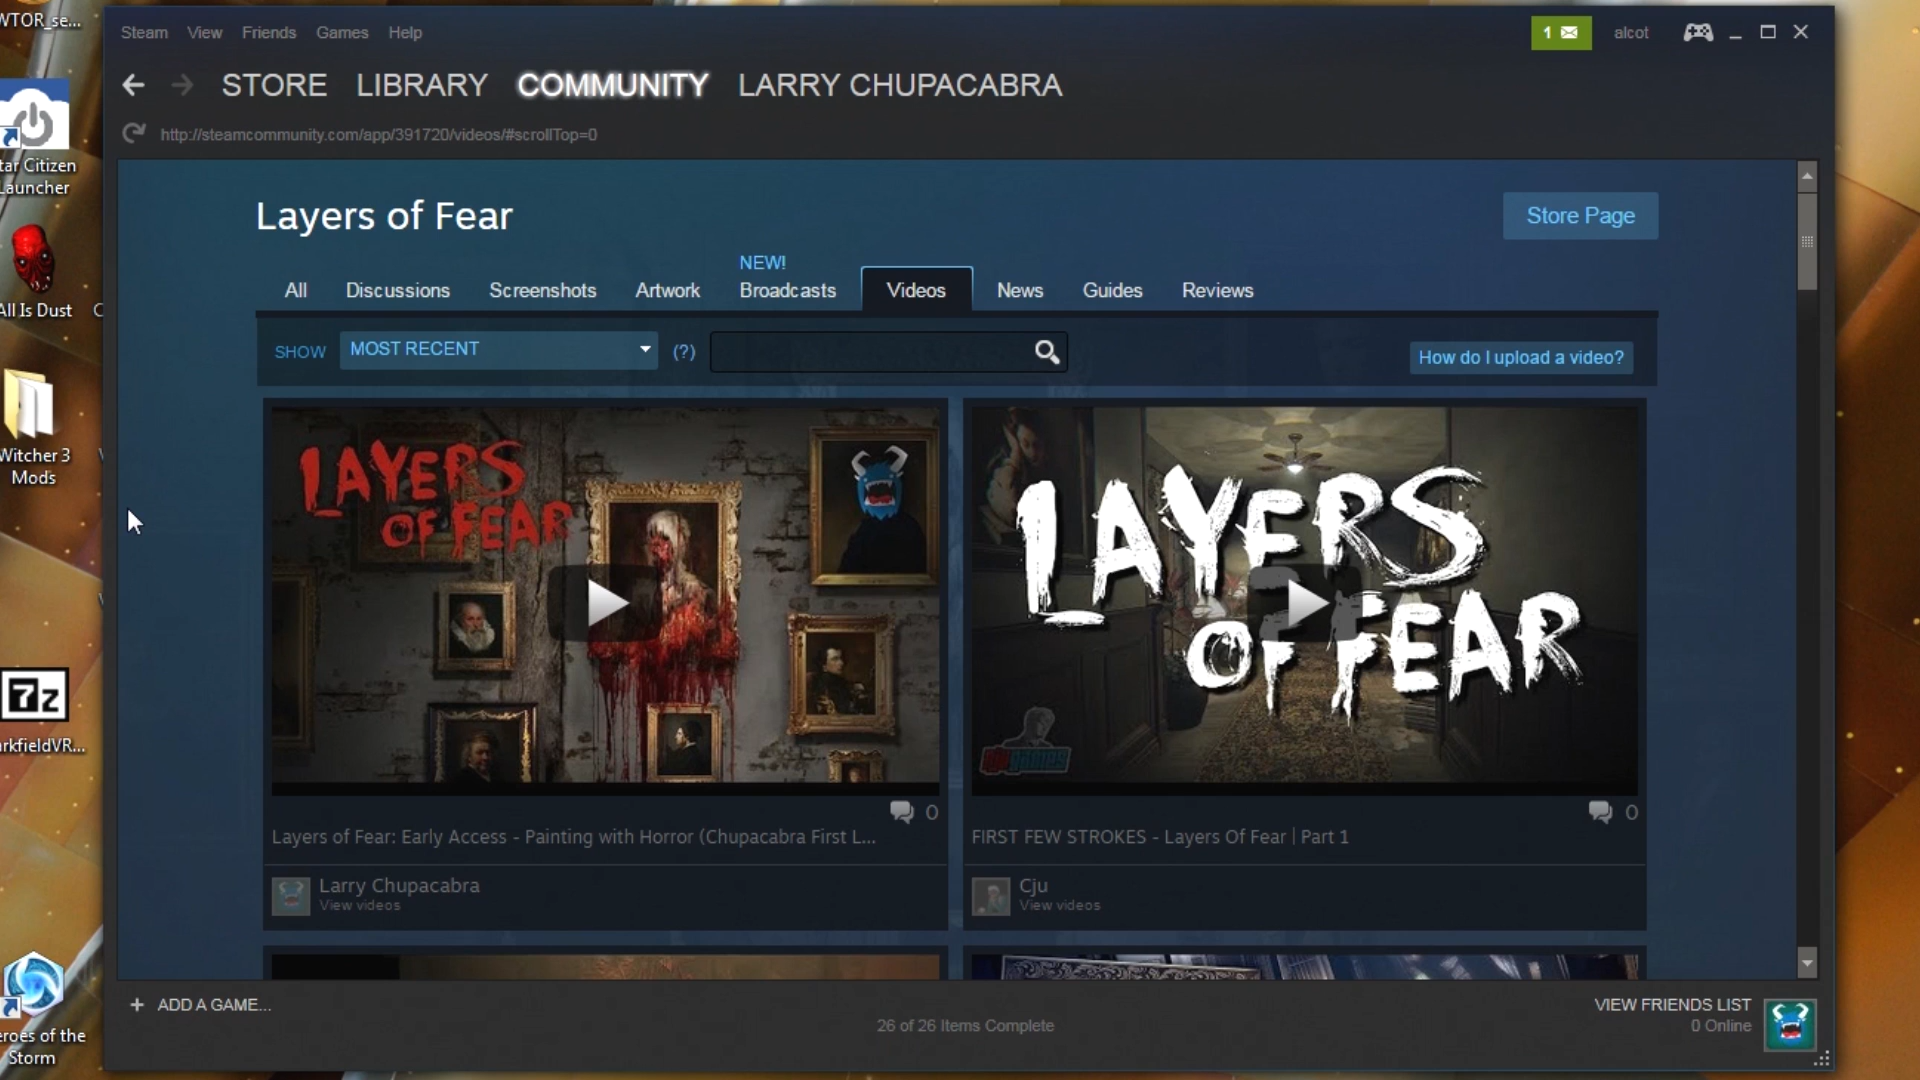 WTOR_se...
Steam View Friends Games Help
1
alcot
STORE LIBRARY COMMUNITY LARRY CHUPACABRA
http://steamcommunity.com/app/391720/videos/#scrollTop=0
tar Citizen
Launcher
All Is Dust
Witcher 3
Mods
7z
arkfieldVR...
eroes of the
Storm
Layers of Fear
Store Page
NEW!
All Discussions Screenshots Artwork Broadcasts Videos News Guides Reviews
SHOW MOST RECENT (?)
How do I upload a video?
LAYERS
OF FEAR
LAYERS
OF FEAR
0
0
Layers of Fear: Early Access - Painting with Horror (Chupacabra First L...
FIRST FEW STROKES - Layers Of Fear | Part 1
Larry Chupacabra
View videos
Cju
View videos
+ ADD A GAME...
26 of 26 Items Complete
VIEW FRIENDS LIST
0 Online